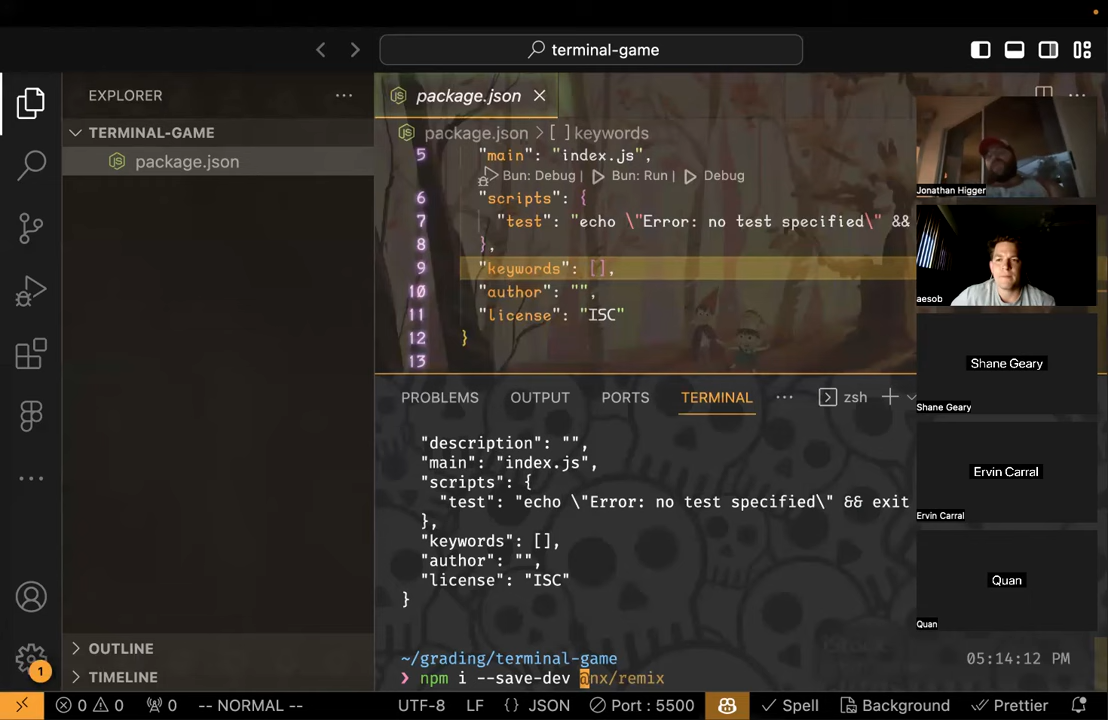 terminal-game
EXPLORER
TERMINAL-GAME
package.json
OUTLINE
TIMELINE
package.json
package.json > [ ] keywords
5 "main": "index.js",
Bun: Debug | Bun: Run | Debug
6 "scripts": {
7 "test": "echo \"Error: no test specified\" &&
8 },
9 "keywords": [],
10 "author": "",
11 "license": "ISC"
12 }
13
PROBLEMS OUTPUT PORTS TERMINAL ... zsh
"description": "",
"main": "index.js",
"scripts": {
"test": "echo \"Error: no test specified\" && exit
},
"keywords": [],
"author": "",
"license": "ISC"
}
~/grading/terminal-game 05:14:12 PM
❯ npm i --save-dev @nx/remix
Jonathan Higger
aesob
Shane Geary
Shane Geary
Ervin Carral
Ervin Carral
Quan
Quan
1
0 0 0 -- NORMAL -- UTF-8 LF {} JSON Port : 5500 Spell Background Prettier